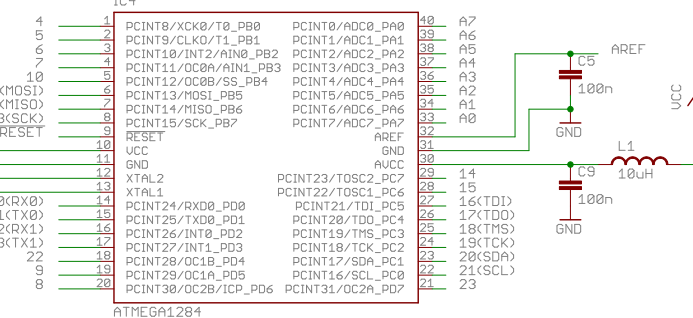 IC4
4 1 PCINT8/XCK0/T0_PB0 PCINT0/ADC0_PA0 40 A7
5 2 PCINT9/CLKO/T1_PB1 PCINT1/ADC1_PA1 39 A6
6 3 PCINT10/INT2/AIN0_PB2 PCINT2/ADC2_PA2 38 A5 AREF
7 4 PCINT11/OC0A/AIN1_PB3 PCINT3/ADC3_PA3 37 A4 C5
10 5 PCINT12/OC0B/SS_PB4 PCINT4/ADC4_PA4 36 A3
(MOSI) 6 PCINT13/MOSI_PB5 PCINT5/ADC5_PA5 35 A2 100n
(MISO) 7 PCINT14/MISO_PB6 PCINT6/ADC6_PA6 34 A1 VCC
3(SCK) 8 PCINT15/SCK_PB7 PCINT7/ADC7_PA7 33 A0
RESET 9 RESET AREF 32 GND
10 VCC GND 31 L1
11 GND AVCC 30
12 XTAL2 PCINT23/TOSC2_PC7 29 14 C9 10uH
13 XTAL1 PCINT22/TOSC1_PC6 28 15
(RX0) 14 PCINT24/RXD0_PD0 PCINT21/TDI_PC5 27 16(TDI) 100n
1(TX0) 15 PCINT25/TXD0_PD1 PCINT20/TDO_PC4 26 17(TDO)
2(RX1) 16 PCINT26/INT0_PD2 PCINT19/TMS_PC3 25 18(TMS) GND
3(TX1) 17 PCINT27/INT1_PD3 PCINT18/TCK_PC2 24 19(TCK)
22 18 PCINT28/OC1B_PD4 PCINT17/SDA_PC1 23 20(SDA)
9 19 PCINT29/OC1A_PD5 PCINT16/SCL_PC0 22 21(SCL)
8 20 PCINT30/OC2B/ICP_PD6 PCINT31/OC2A_PD7 21 23
ATMEGA1284